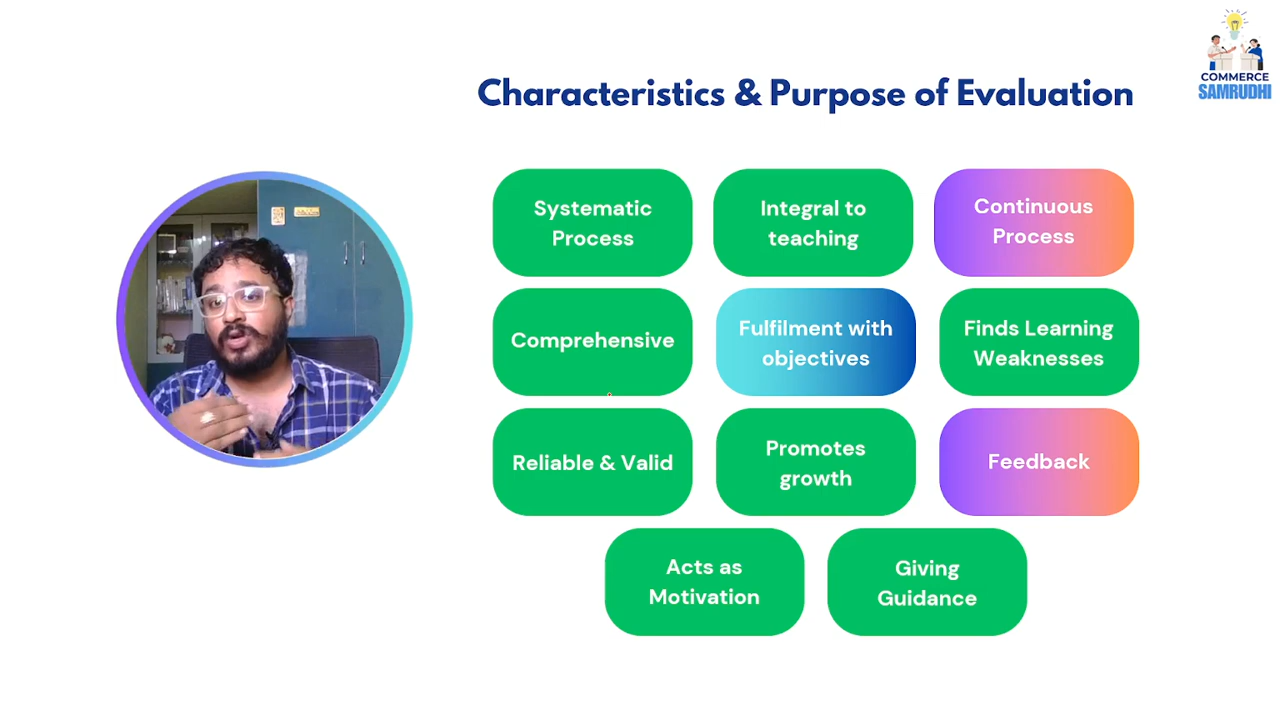 COMMERCE
SAMRUDHI
Characteristics & Purpose of Evaluation
Systematic
Process
Integral to
teaching
Continuous
Process
Comprehensive
Fulfilment with
objectives
Finds Learning
Weaknesses
Reliable & Valid
Promotes
growth
Feedback
Acts as
Motivation
Giving
Guidance